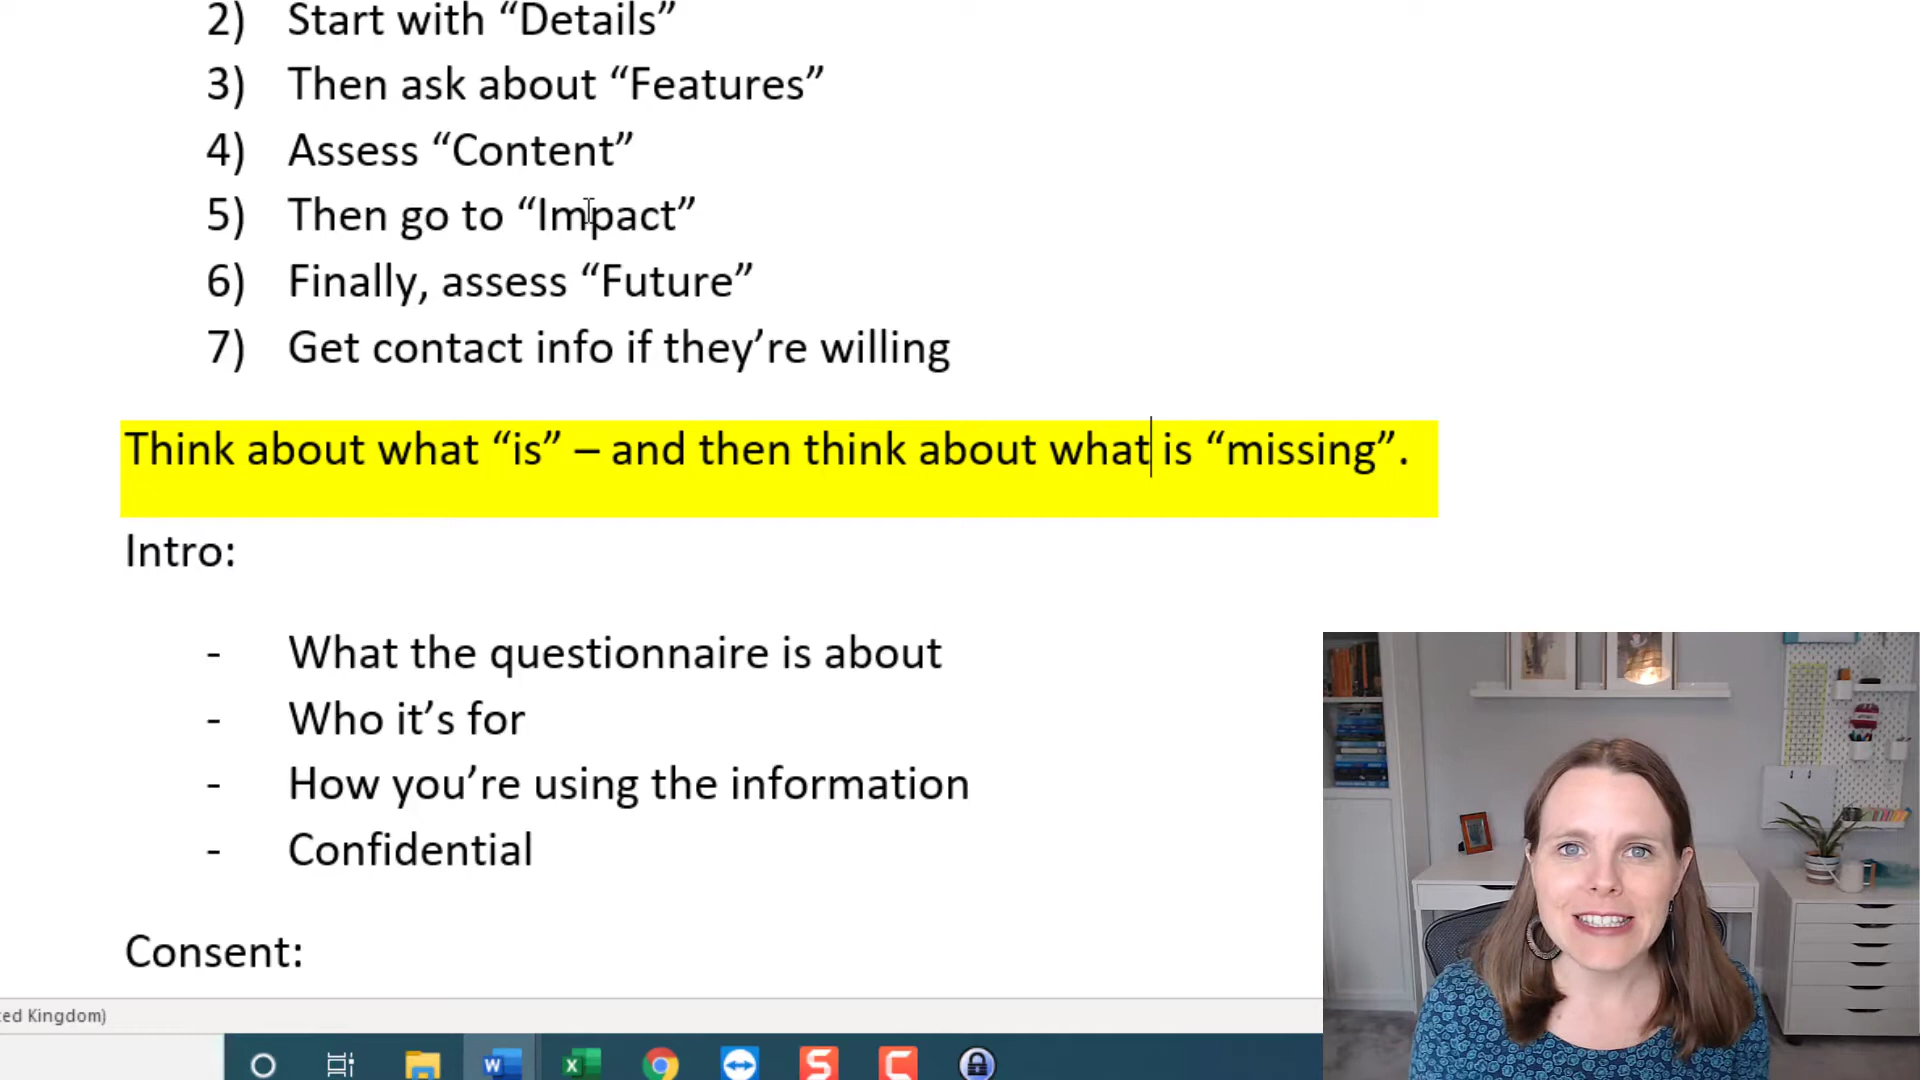 2) Start with “Details”
3) Then ask about “Features”
4) Assess “Content”
5) Then go to “Impact”
6) Finally, assess “Future”
7) Get contact info if they’re willing
Think about what “is” – and then think about what is “missing”.
Intro:
- What the questionnaire is about
- Who it’s for
- How you’re using the information
- Confidential
Consent:
ed Kingdom)
W
X
S
C